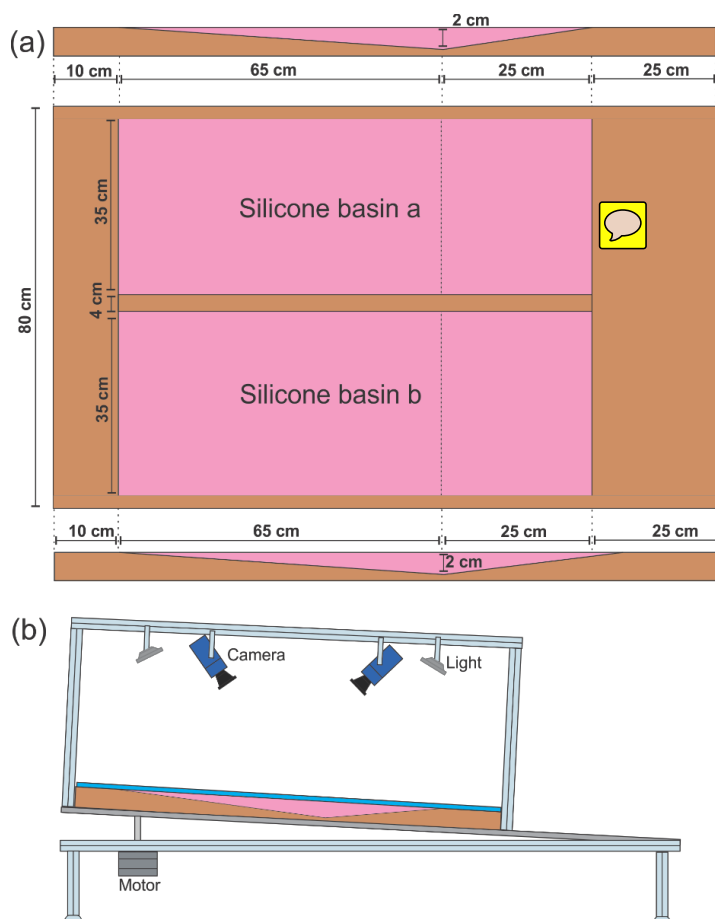 (a)
2 cm
10 cm
65 cm
25 cm
25 cm
80 cm
35 cm
Silicone basin a
4 cm
35 cm
Silicone basin b
10 cm
65 cm
25 cm
25 cm
2 cm
(b)
Camera
Light
Motor